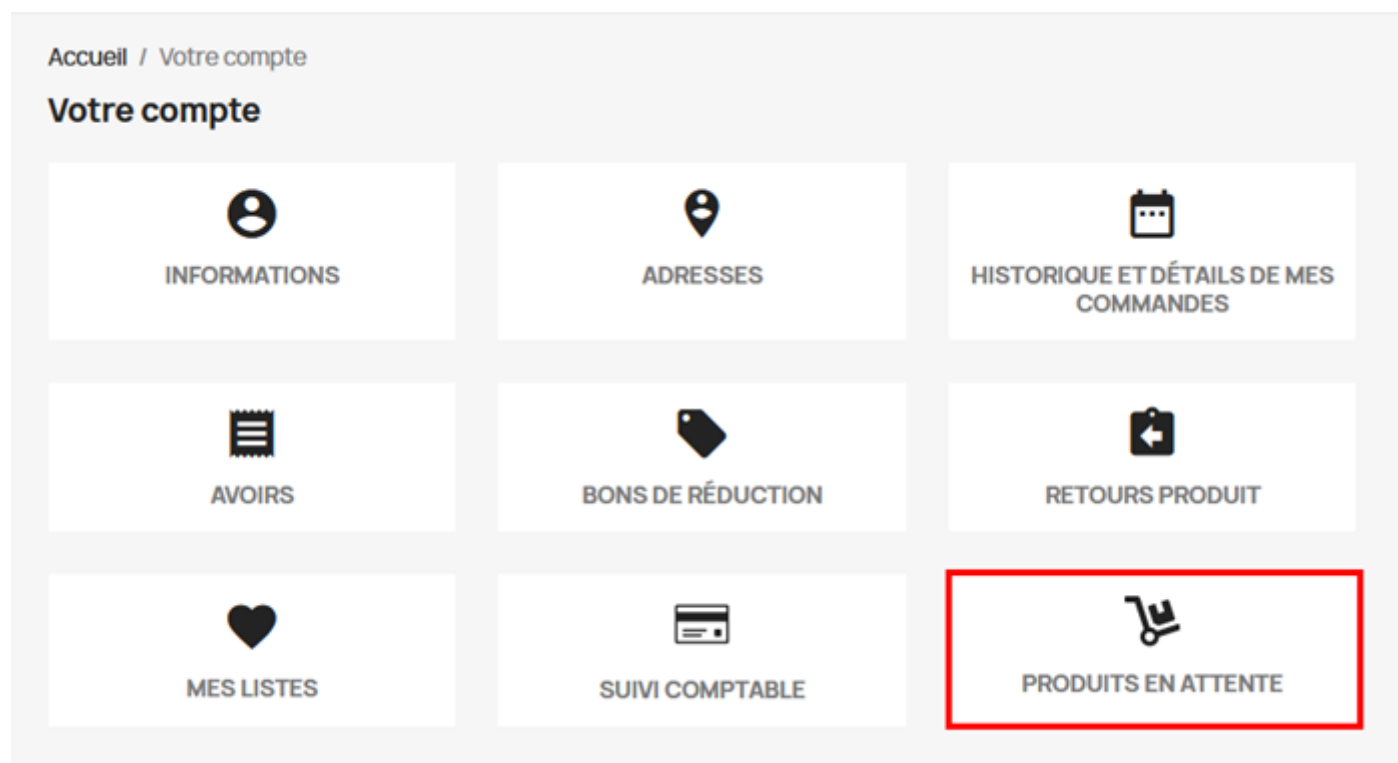 Accueil / Votre compte
Votre compte
INFORMATIONS
ADRESSES
HISTORIQUE ET DÉTAILS DE MES
COMMANDES
AVOIRS
BONS DE RÉDUCTION
RETOURS PRODUIT
MES LISTES
SUIVI COMPTABLE
PRODUITS EN ATTENTE